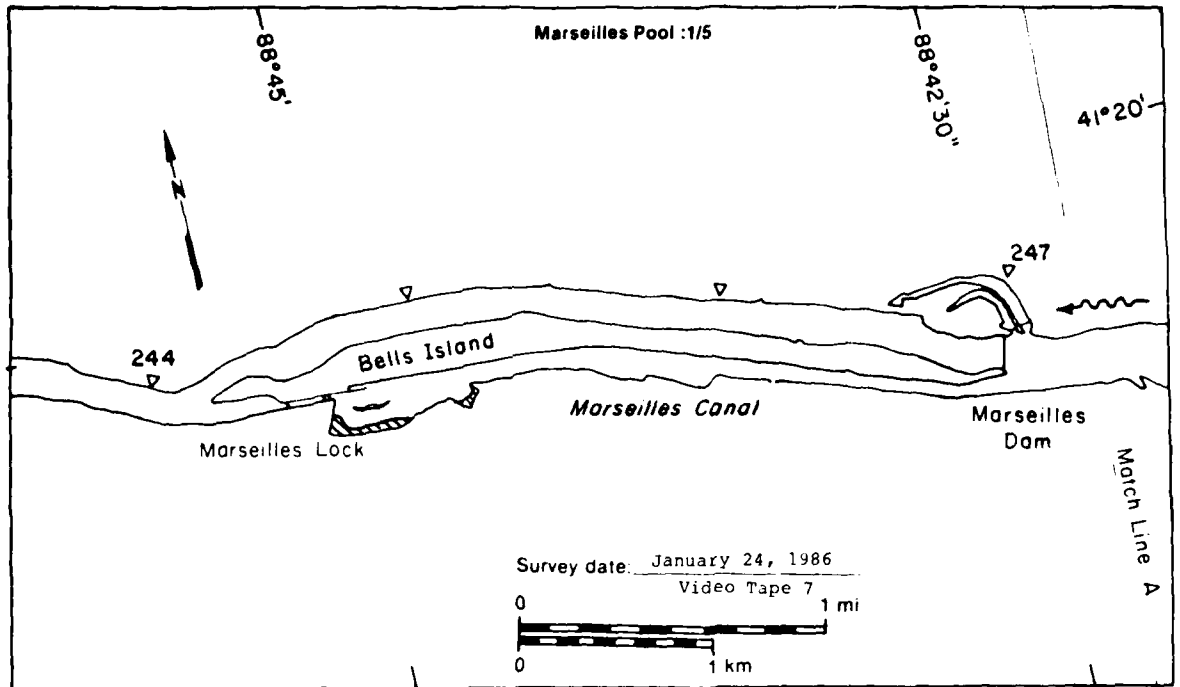 Marseilles Pool :1/5
88°45'
88°42'30"
41°20'
N
247
244
Bells Island
Marseilles Canal
Marseilles Lock
Marseilles
Dam
Match Line A
Survey date: January 24, 1986
Video Tape 7
0 1 mi
0 1 km